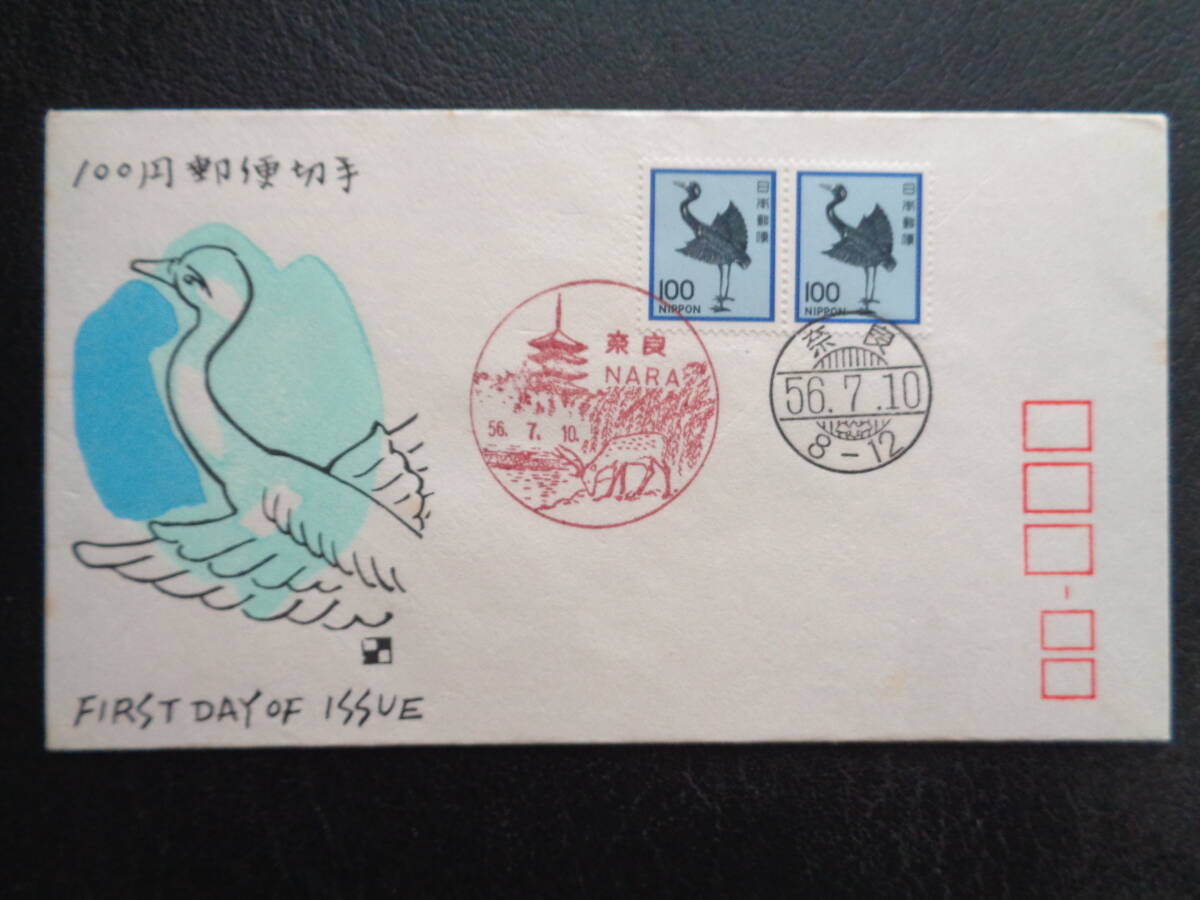 100円郵便切手
日本郵便
100
NIPPON
日本郵便
100
NIPPON
奈良
NARA
56. 7. 10.
奈良
56.7.10
8-12
FIRST DAY OF ISSUE